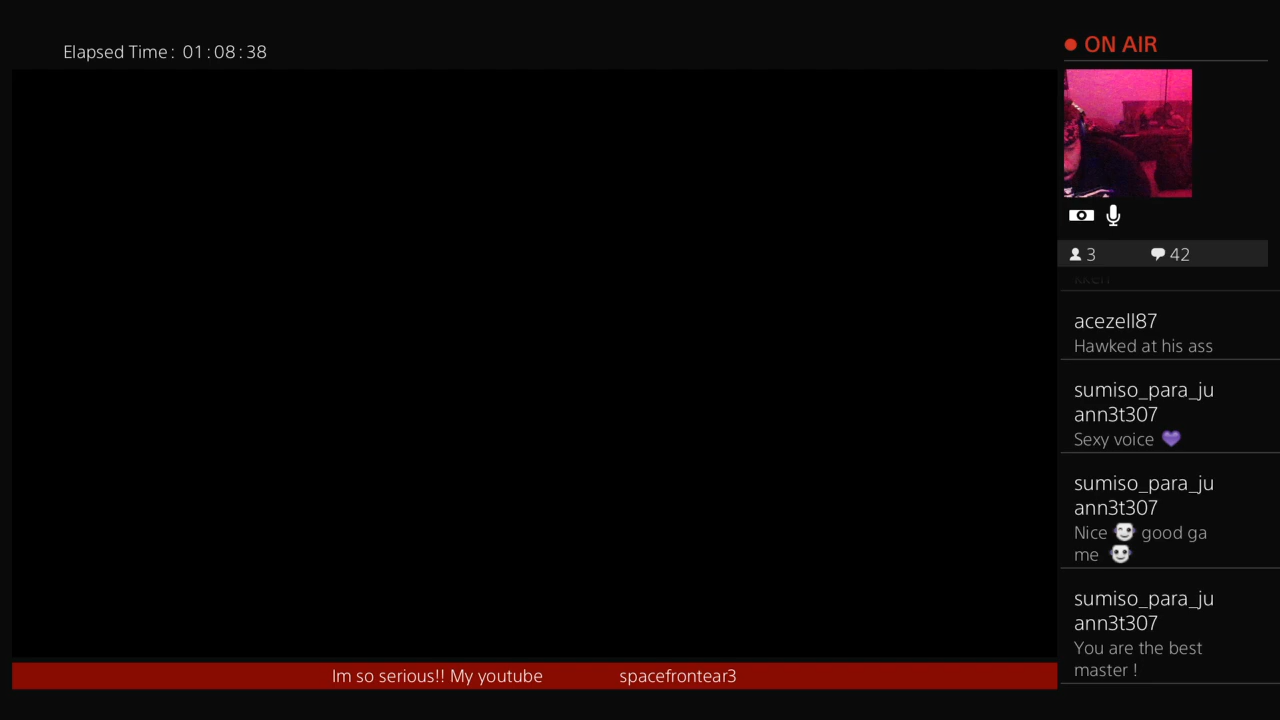 Elapsed Time: 01:08:38
ON AIR
3 42
acezell87
Hawked at his ass
sumiso_para_ju
ann3t307
Sexy voice 💜
sumiso_para_ju
ann3t307
Nice good ga
me
sumiso_para_ju
ann3t307
You are the best
master !
Im so serious!! My youtube spacefrontear3